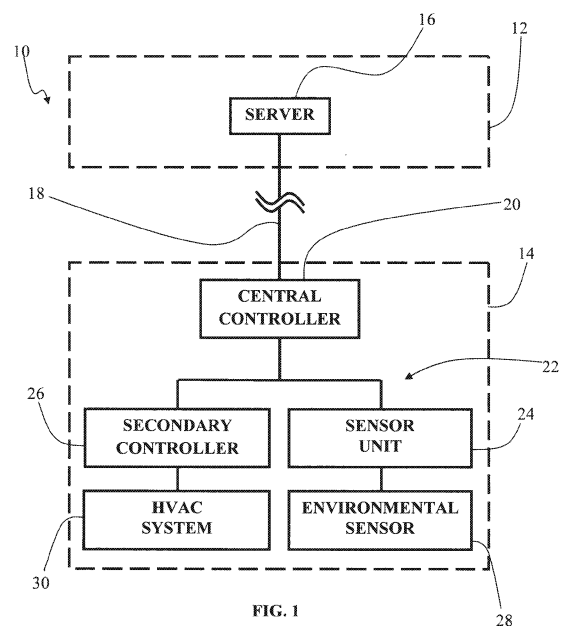 16
12
10
SERVER
18
20
14
CENTRAL
CONTROLLER
22
26
SECONDARY
CONTROLLER
SENSOR
UNIT
24
HVAC
SYSTEM
ENVIRONMENTAL
SENSOR
30
28
FIG. 1